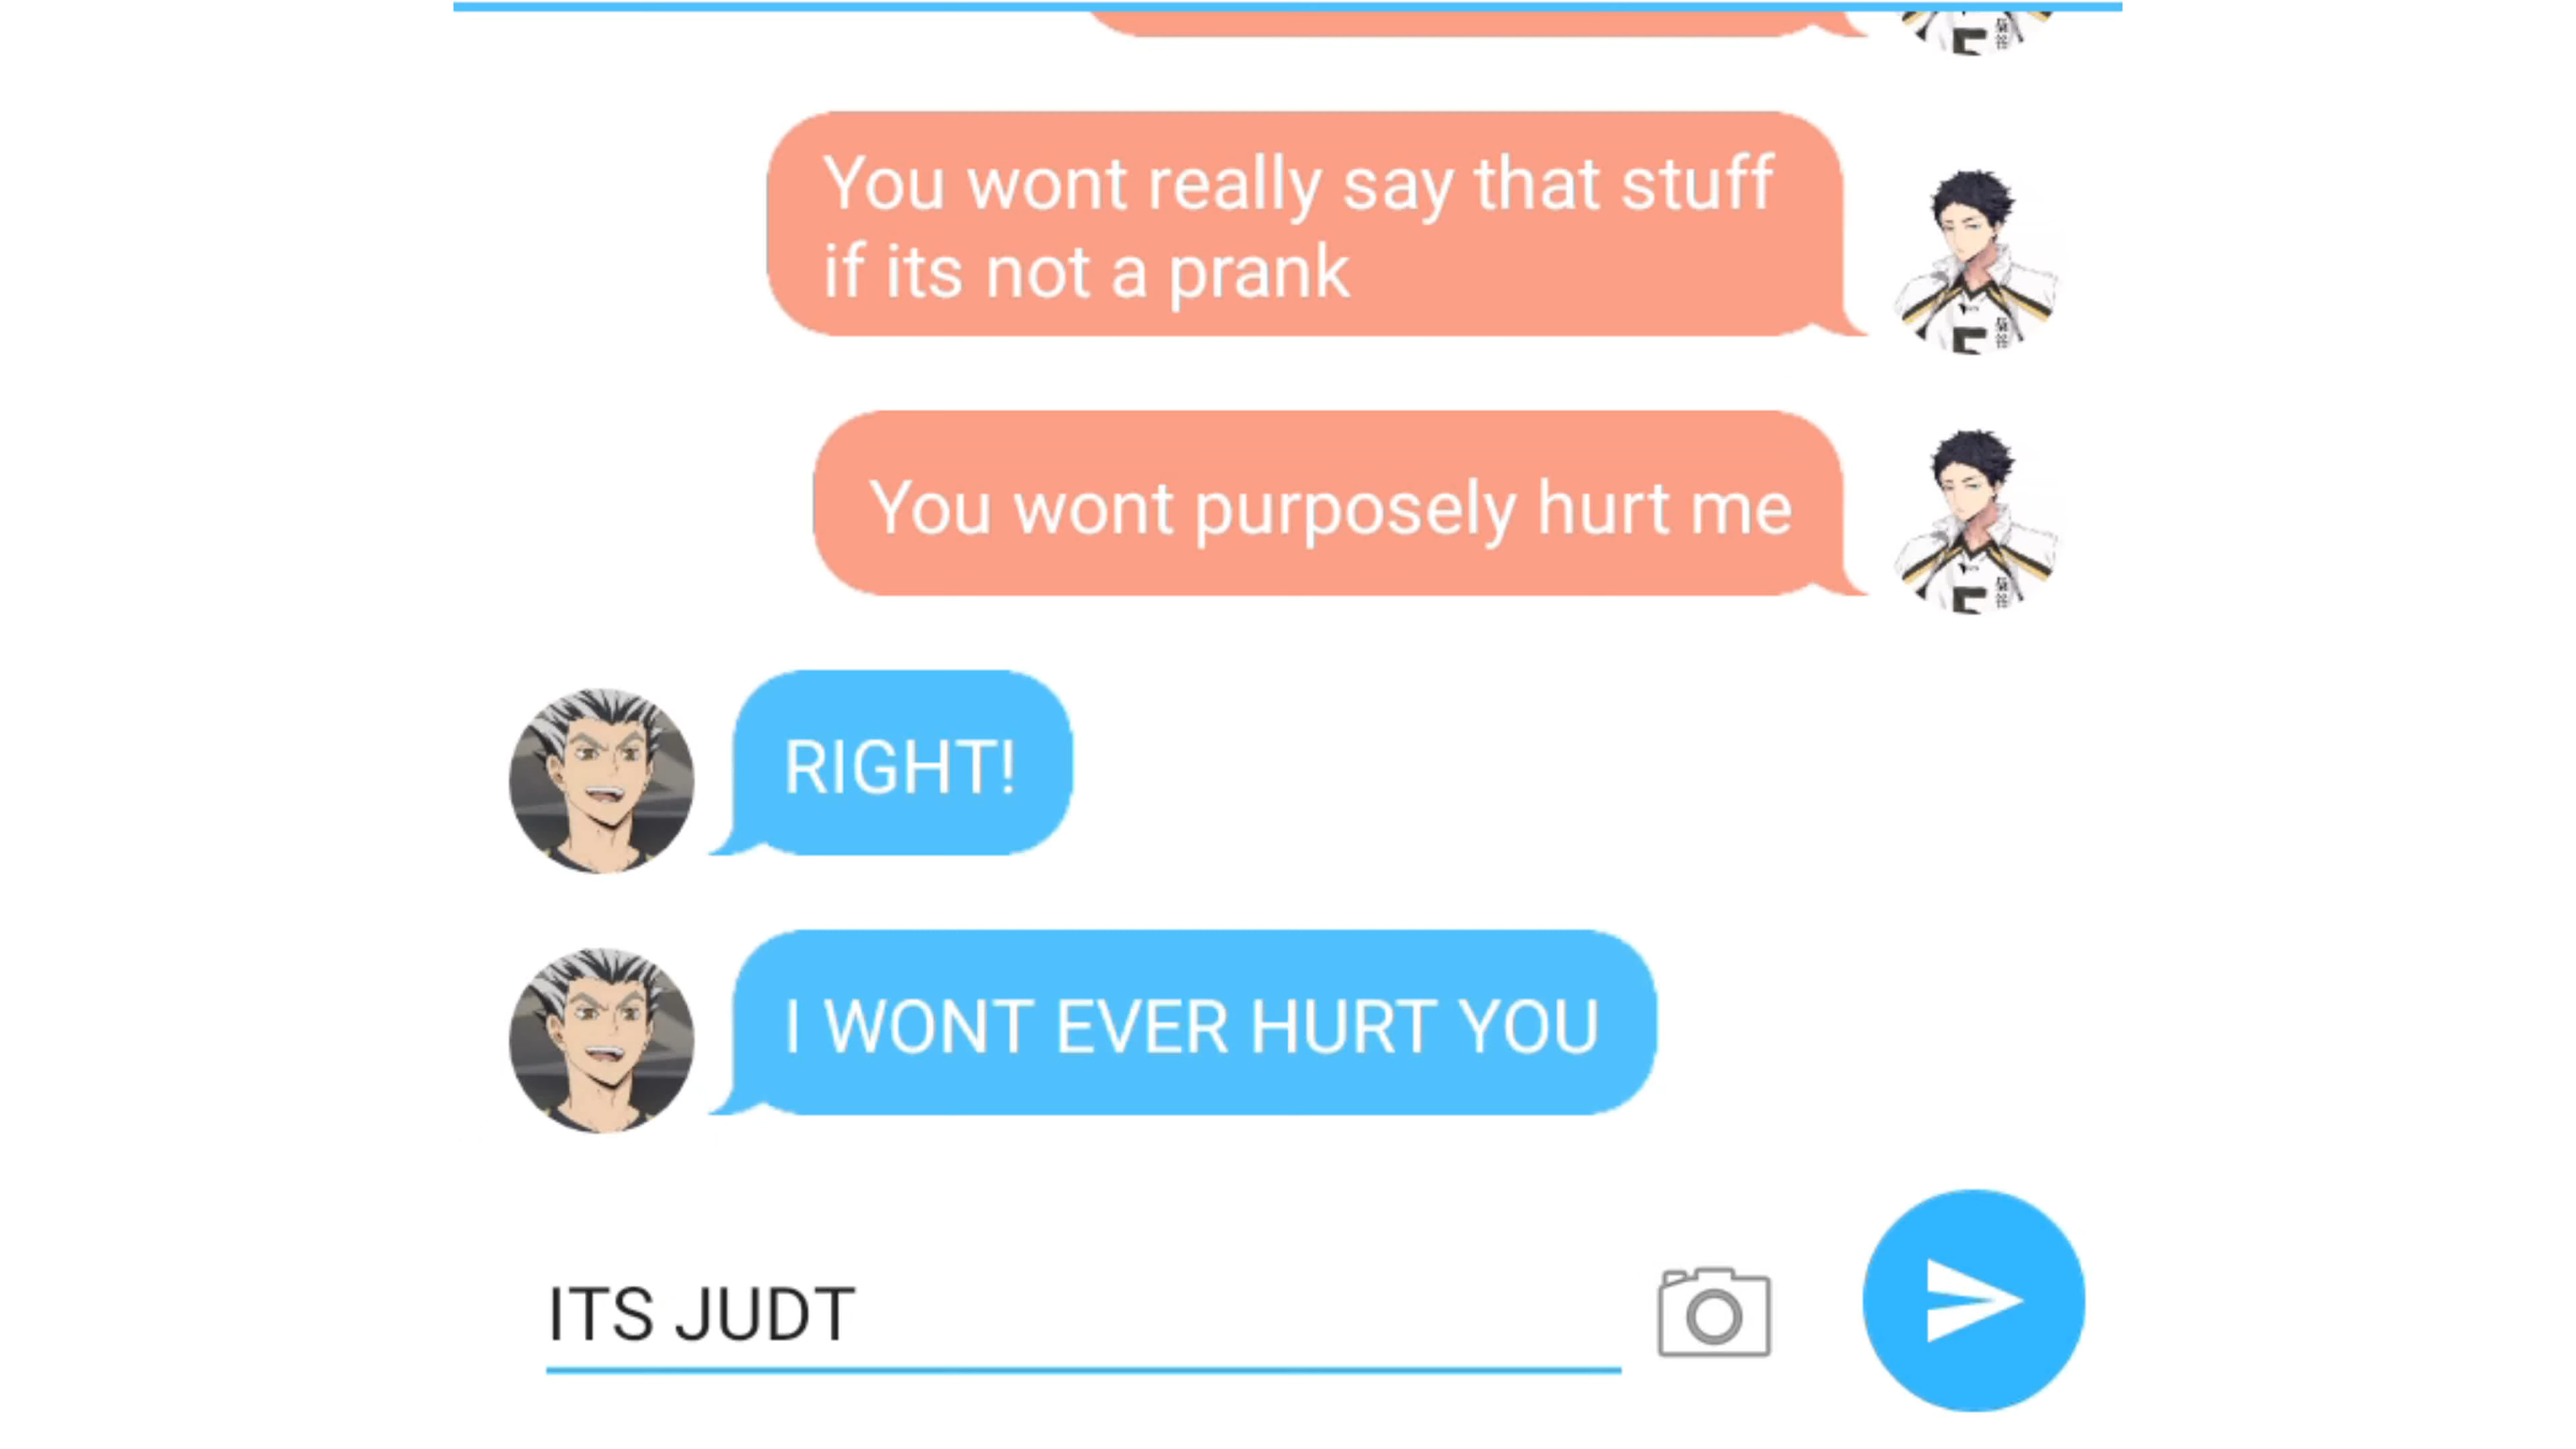 You wont really say that stuff
if its not a prank
You wont purposely hurt me
RIGHT!
I WONT EVER HURT YOU
ITS JUDT